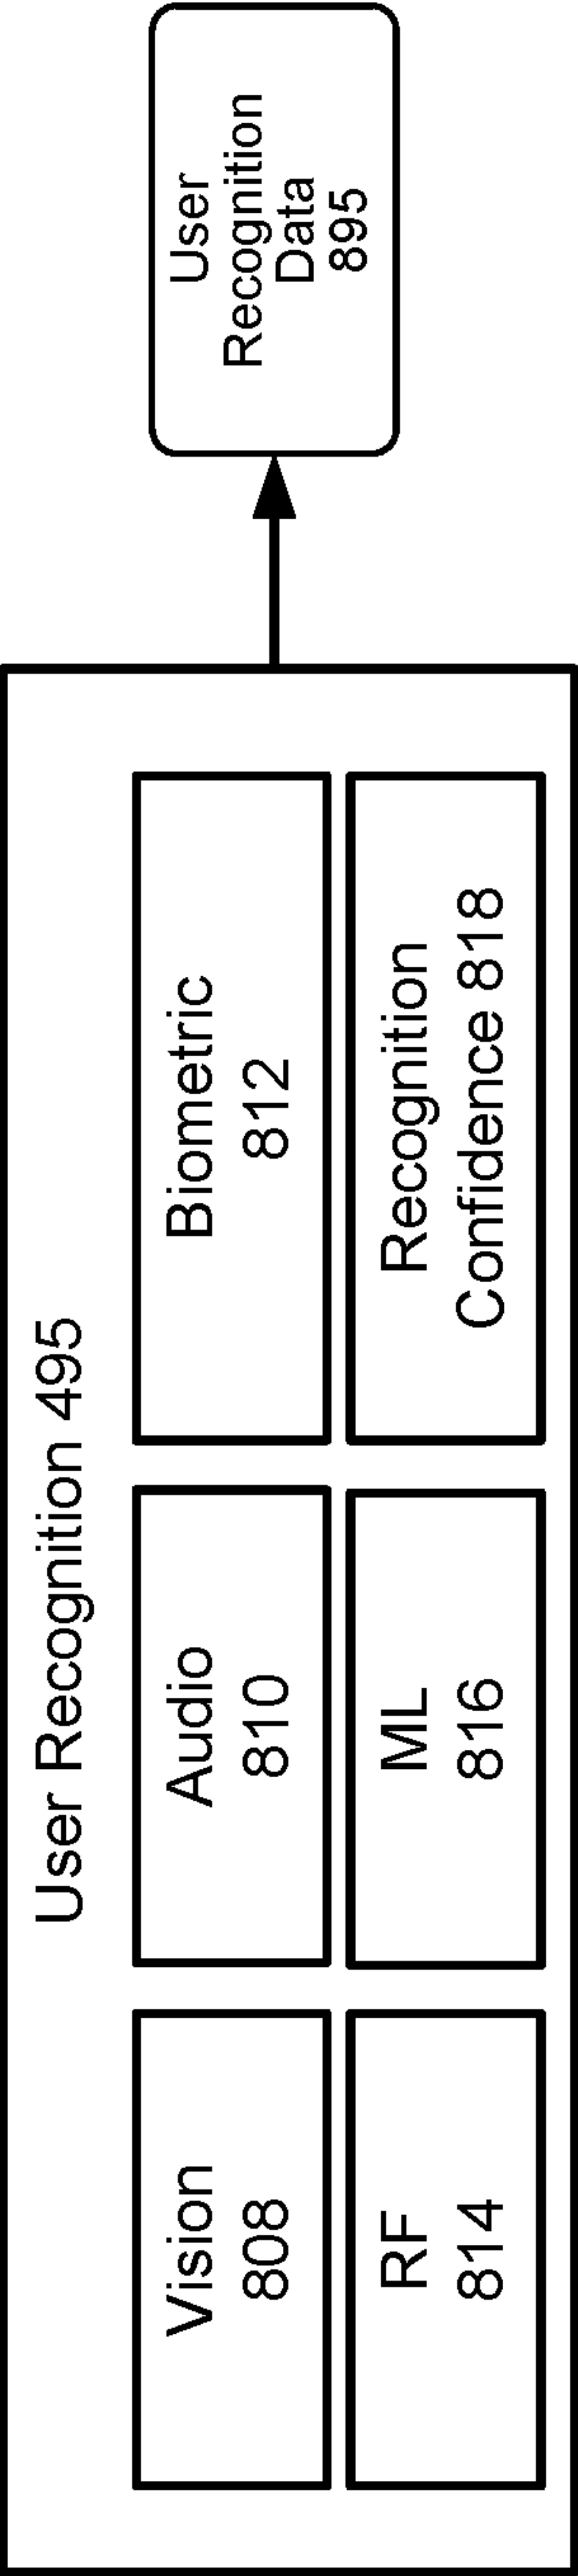 User Recognition 495
Vision
808
Audio
810
Biometric
812
RF
814
ML
816
Recognition
Confidence 818
User
Recognition
Data
895